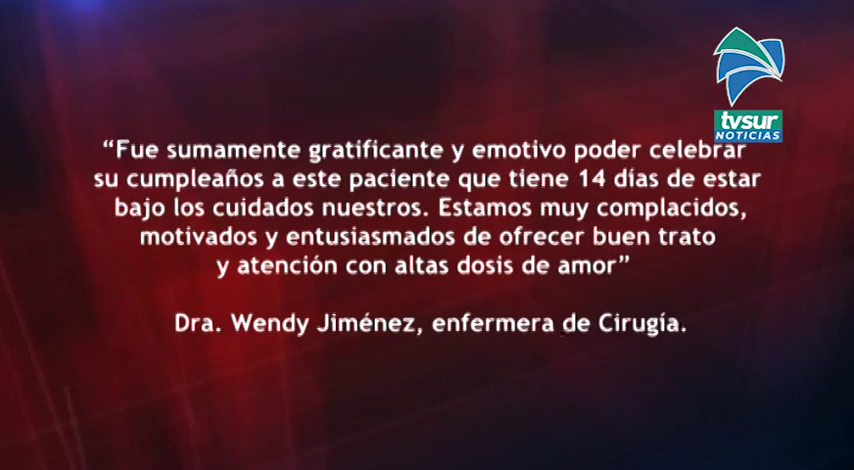 tvsur
NOTICIAS
“Fue sumamente gratificante y emotivo poder celebrar
su cumpleaños a este paciente que tiene 14 días de estar
bajo los cuidados nuestros. Estamos muy complacidos,
motivados y entusiasmados de ofrecer buen trato
y atención con altas dosis de amor”
Dra. Wendy Jiménez, enfermera de Cirugía.